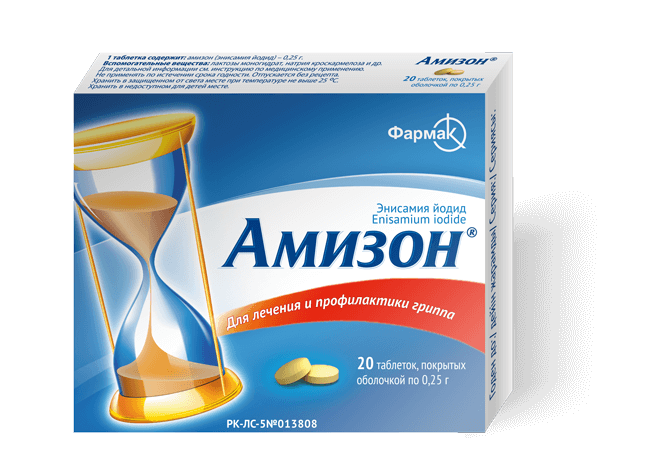 1 таблетка содержит: амизон (энисамия йодид) – 0,25 г.
Вспомогательные вещества: лактозы моногидрат, натрия кроскармелоза и др.
Для детальной информации см. инструкцию по медицинскому применению.
Не применять по истечении срока годности. Отпускается без рецепта.
Хранить в защищенном от света месте при температуре не выше 25 °С.
Хранить в недоступном для детей месте.
Амизон®
20 таблеток, покрытых
оболочкой по 0,25 г
Фармак
Энисамия йодид
Enisamium iodide
Амизон®
Для лечения и профилактики гриппа
20 таблеток, покрытых
оболочкой по 0,25 г
РК-ЛС-5№013808